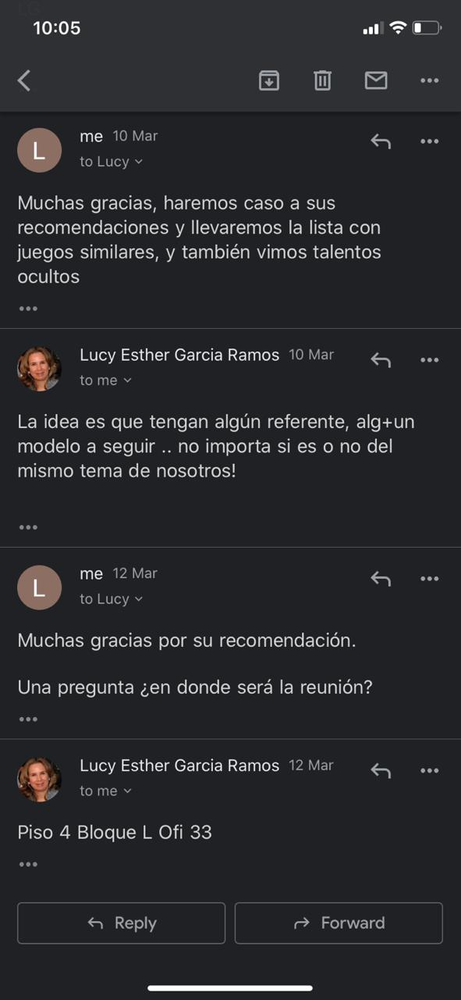 LG
10:05
me 10 Mar
to Lucy
L
Muchas gracias, haremos caso a sus
recomendaciones y llevaremos la lista con
juegos similares, y también vimos talentos
ocultos
Lucy Esther Garcia Ramos 10 Mar
to me
La idea es que tengan algún referente, alg+un
modelo a seguir .. no importa si es o no del
mismo tema de nosotros!
me 12 Mar
to Lucy
L
Muchas gracias por su recomendación.
Una pregunta ¿en donde será la reunión?
Lucy Esther Garcia Ramos 12 Mar
to me
Piso 4 Bloque L Ofi 33
Reply
Forward